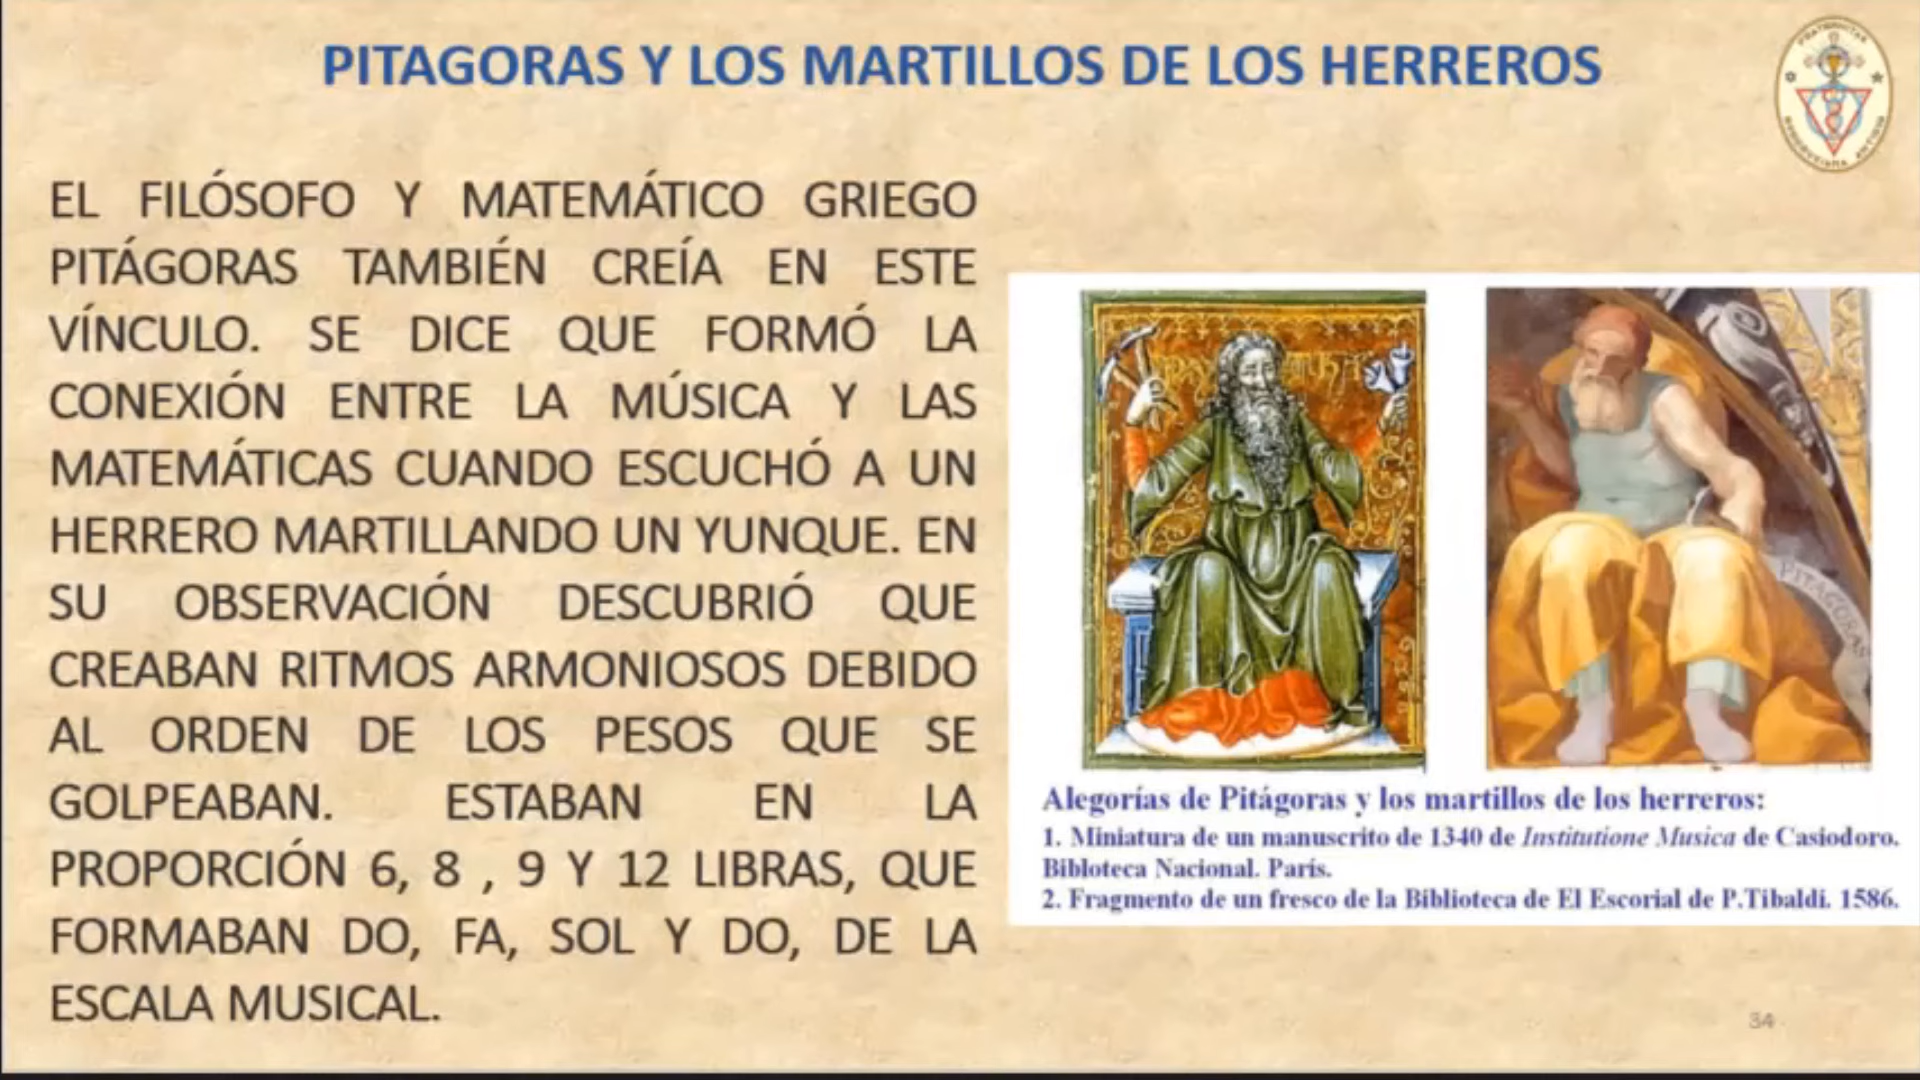 PITAGORAS Y LOS MARTILLOS DE LOS HERREROS
EL FILÓSOFO Y MATEMÁTICO GRIEGO
PITÁGORAS TAMBIÉN CREÍA EN ESTE
VÍNCULO. SE DICE QUE FORMÓ LA
CONEXIÓN ENTRE LA MÚSICA Y LAS
MATEMÁTICAS CUANDO ESCUCHÓ A UN
HERRERO MARTILLANDO UN YUNQUE. EN
SU OBSERVACIÓN DESCUBRIÓ QUE
CREABAN RITMOS ARMONIOSOS DEBIDO
AL ORDEN DE LOS PESOS QUE SE
GOLPEABAN. ESTABAN EN LA
PROPORCIÓN 6, 8 , 9 Y 12 LIBRAS, QUE
FORMABAN DO, FA, SOL Y DO, DE LA
ESCALA MUSICAL.
PITAGORAS
Alegorías de Pitágoras y los martillos de los herreros:
1. Miniatura de un manuscrito de 1340 de Institutione Musica de Casiodoro.
Bibloteca Nacional. París.
2. Fragmento de un fresco de la Biblioteca de El Escorial de P.Tibaldi. 1586.
34